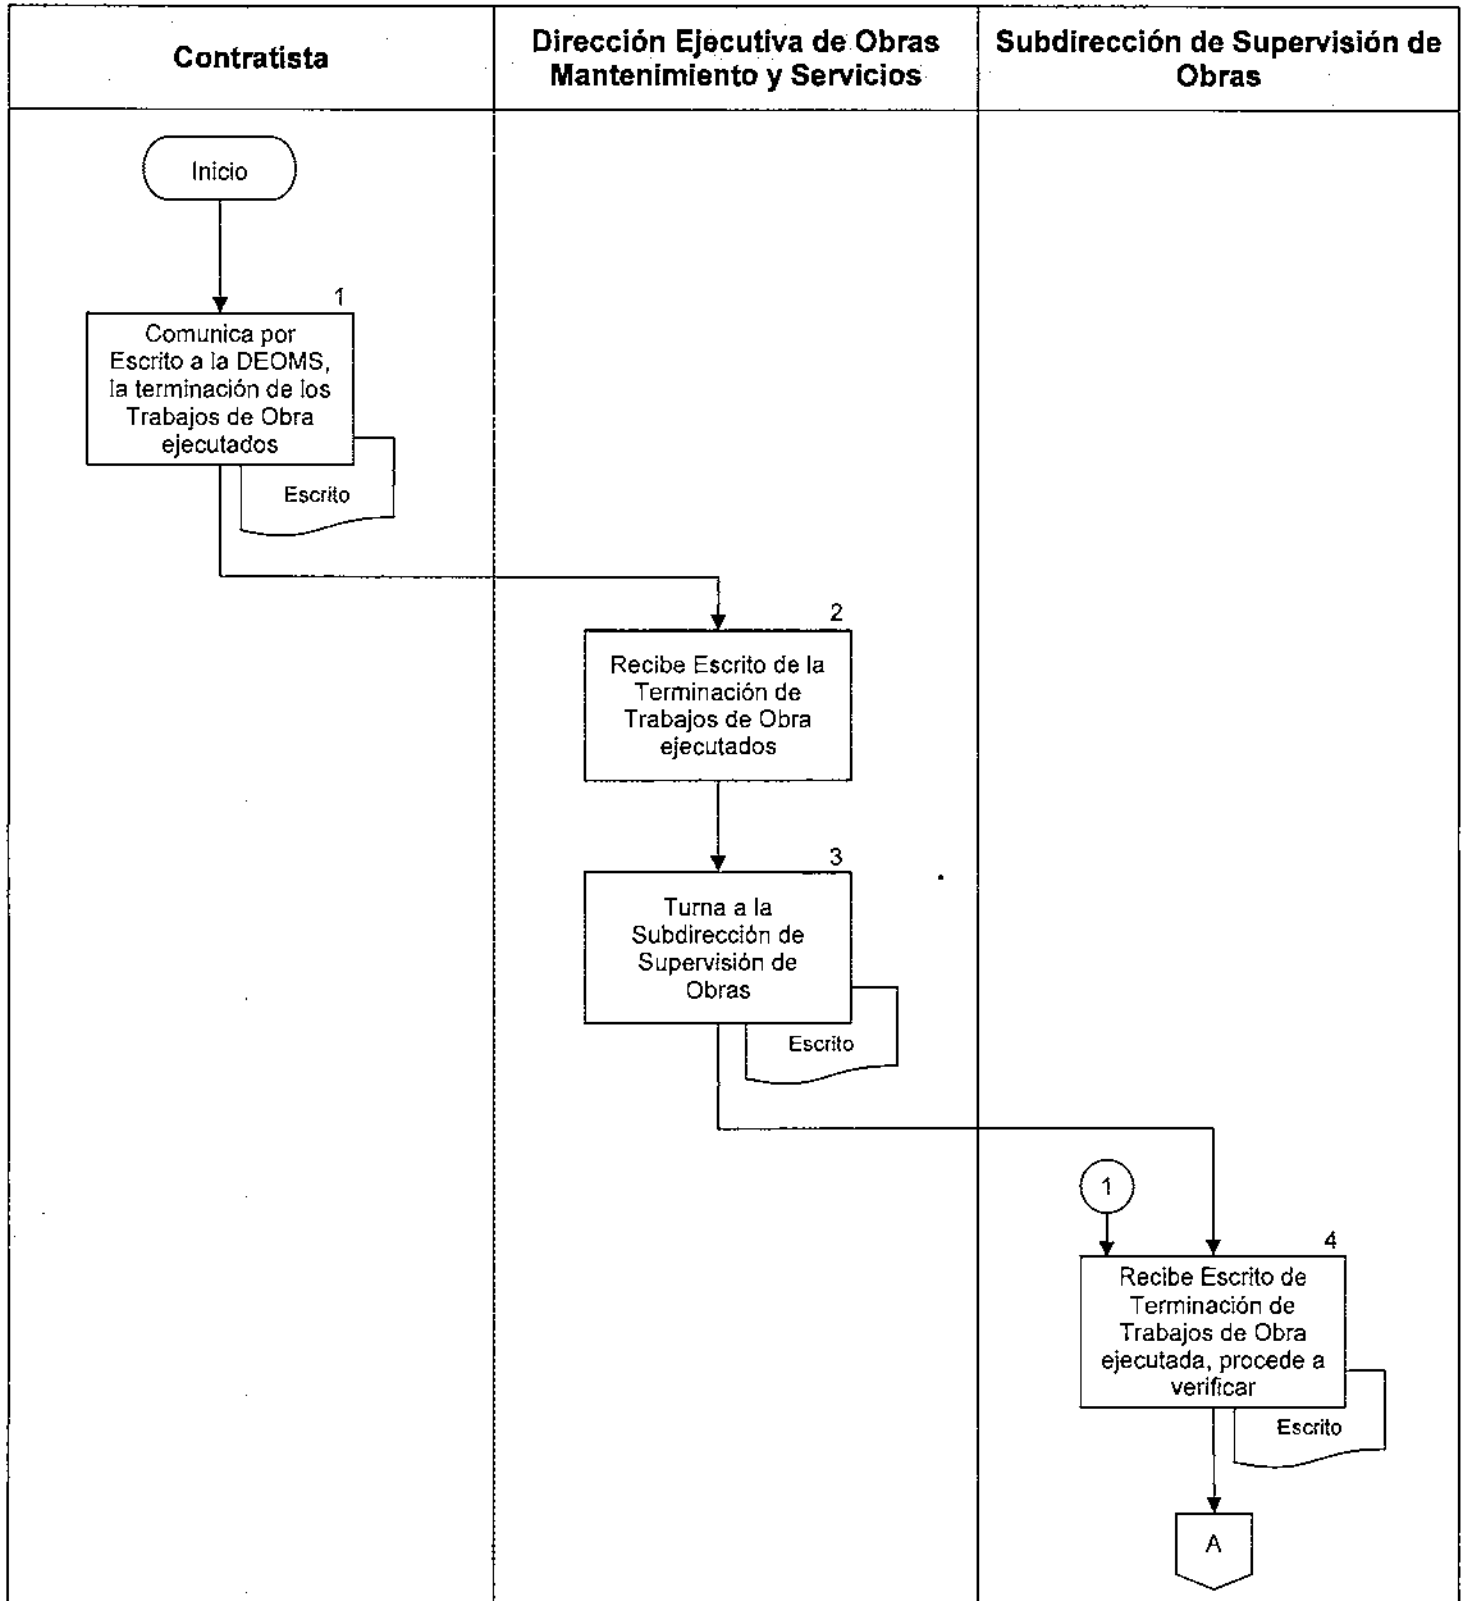 Contratista
Dirección Ejecutiva de Obras
Mantenimiento y Servicios
Subdirección de Supervisión de
Obras
Inicio
1
Comunica por
Escrito a la DEOMS,
la terminación de los
Trabajos de Obra
ejecutados
Escrito
2
Recibe Escrito de la
Terminación de
Trabajos de Obra
ejecutados
3
Turna a la
Subdirección de
Supervisión de
Obras
Escrito
1
4
Recibe Escrito de
Terminación de
Trabajos de Obra
ejecutada, procede a
verificar
Escrito
A